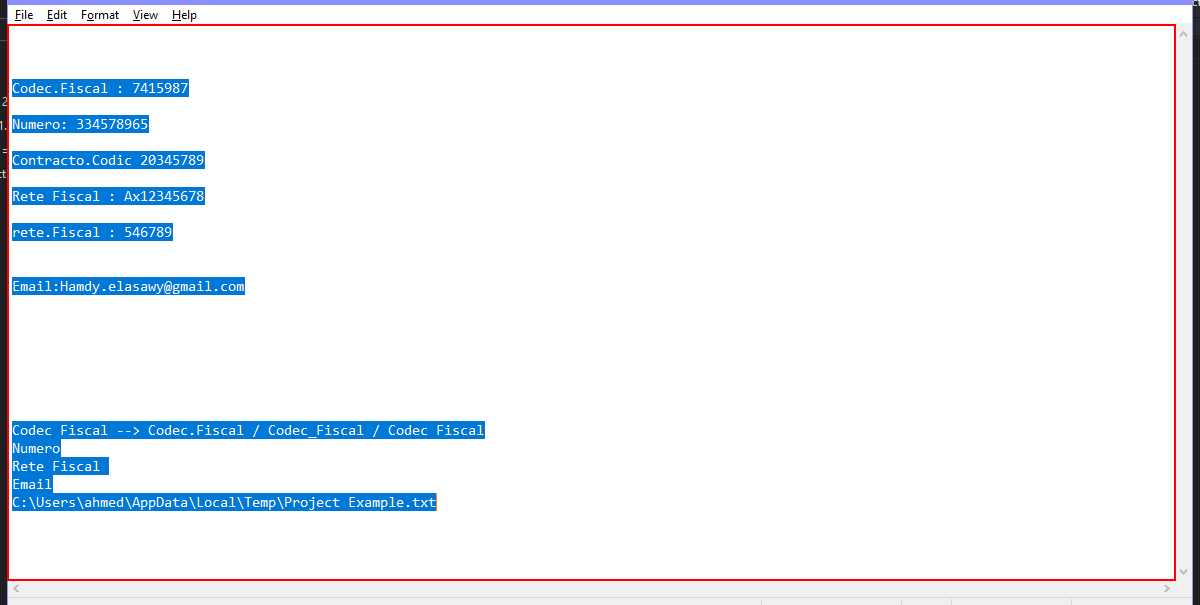 File Edit Format View Help
Codec.Fiscal : 7415987
Numero: 334578965
Contracto.Codic 20345789
Rete Fiscal : Ax12345678
rete.Fiscal : 546789
Email:Hamdy.elasawy@gmail.com
Codec Fiscal --> Codec.Fiscal / Codec_Fiscal / Codec Fiscal
Numero
Rete Fiscal
Email
C:\Users\ahmed\AppData\Local\Temp\Project Example.txt